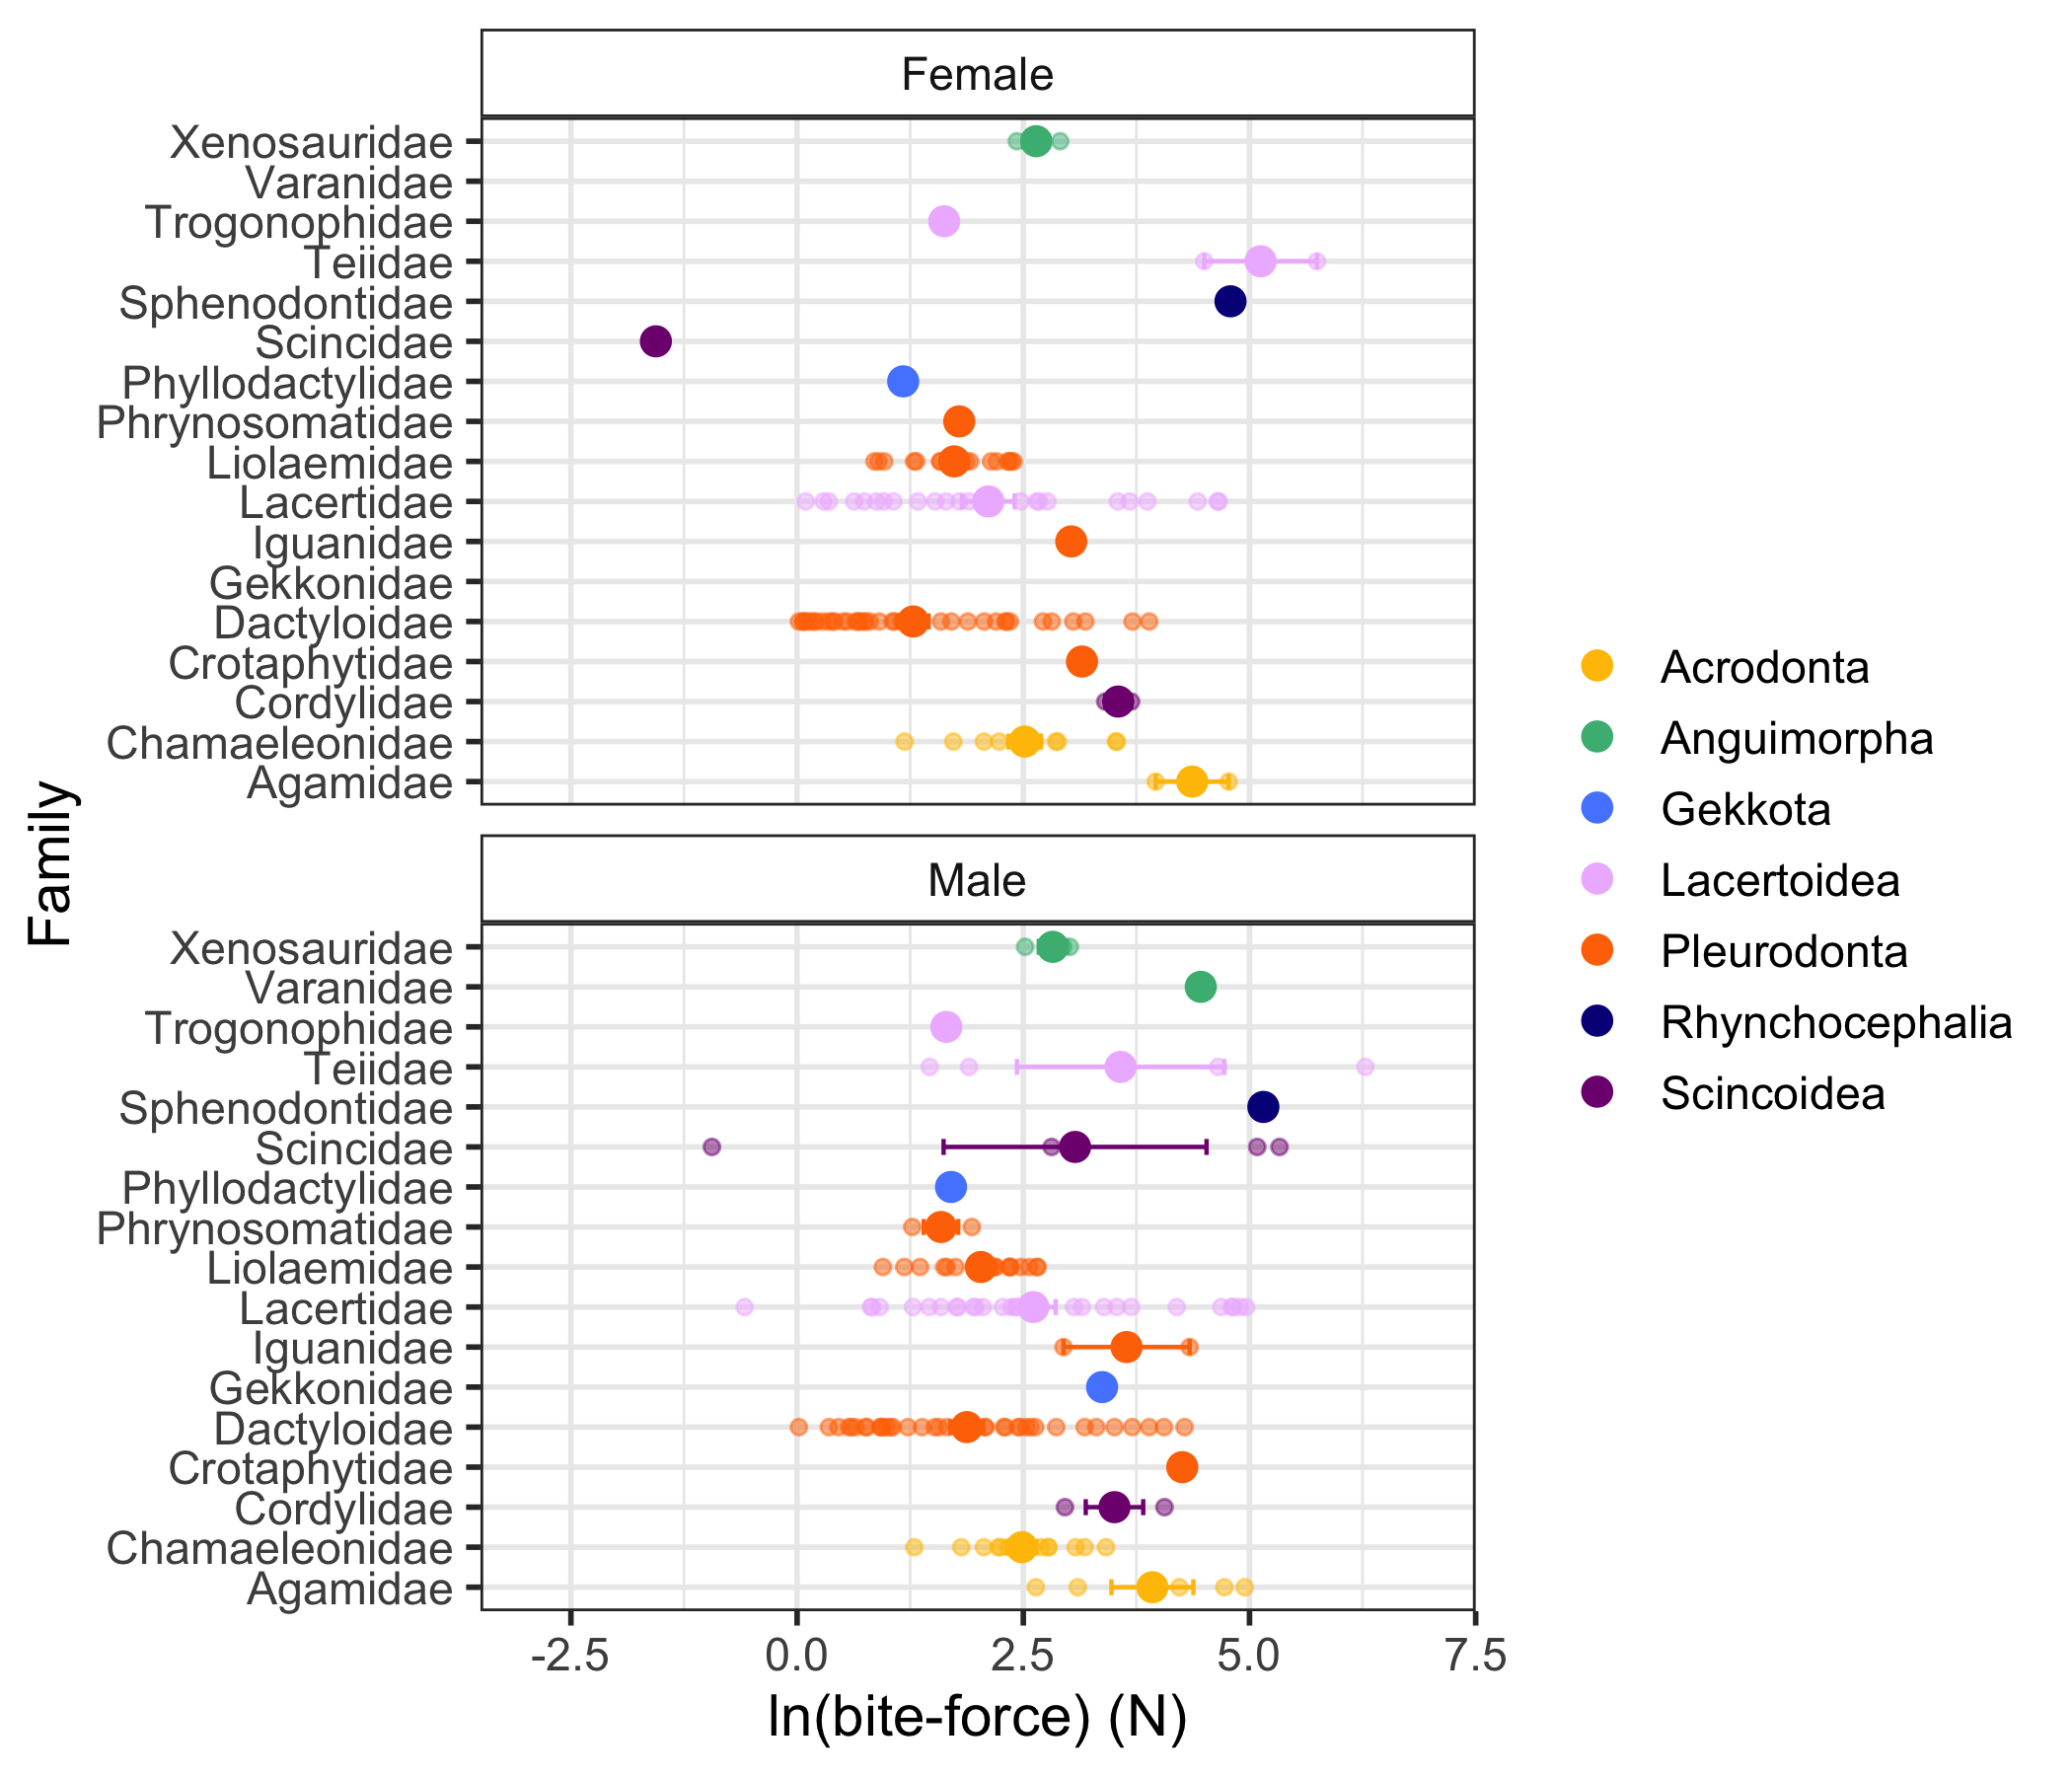 Female
Xenosauridae
Varanidae
Trogonophidae
Teiidae
Sphenodontidae
Scincidae
Phyllodactylidae
Phrynosomatidae
Liolaemidae
Lacertidae
Iguanidae
Gekkonidae
Dactyloidae
Crotaphytidae
Cordylidae
Chamaeleonidae
Agamidae
Family
Male
Xenosauridae
Varanidae
Trogonophidae
Teiidae
Sphenodontidae
Scincidae
Phyllodactylidae
Phrynosomatidae
Liolaemidae
Lacertidae
Iguanidae
Gekkonidae
Dactyloidae
Crotaphytidae
Cordylidae
Chamaeleonidae
Agamidae
-2.5 0.0 2.5 5.0 7.5
ln(bite-force) (N)
Acrodonta
Anguimorpha
Gekkota
Lacertoidea
Pleurodonta
Rhynchocephalia
Scincoidea